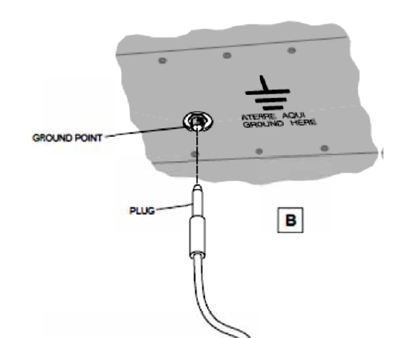 ATERRE AQUI
GROUND HERE
GROUND POINT
PLUG
B